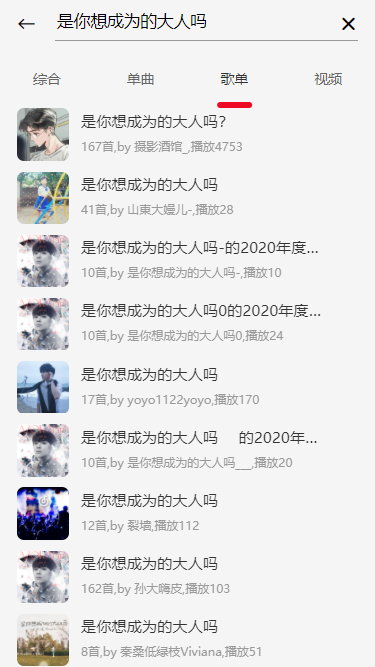 是你想成为的大人吗
综合 单曲 歌单 视频
是你想成为的大人吗?
167首,by 摄影酒馆_,播放4753
是你想成为的大人吗
41首,by 山東大嫚儿-,播放28
是你想成为的大人吗-的2020年度...
10首,by 是你想成为的大人吗-,播放10
是你想成为的大人吗0的2020年度...
10首,by 是你想成为的大人吗0,播放24
是你想成为的大人吗
17首,by yoyo1122yoyo,播放170
是你想成为的大人吗 的2020年...
10首,by 是你想成为的大人吗___,播放20
是你想成为的大人吗
12首,by 裂墙,播放112
是你想成为的大人吗
162首,by 孙大嗨皮,播放103
是你想成为的大人吗
8首,by 秦桑低绿枝Viviana,播放51